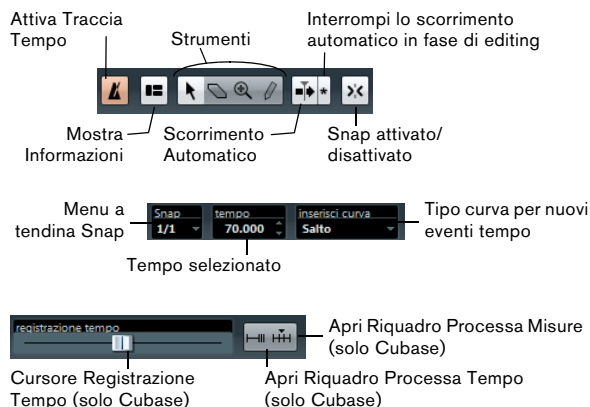 Attiva Traccia
Tempo
Strumenti
Interrompi lo scorrimento
automatico in fase di editing
Mostra
Informazioni
Scorrimento
Automatico
Snap attivato/
disattivato
Menu a
tendina Snap
Snap
1/1
tempo
70.000
inserisci curva
Salto
Tipo curva per nuovi
eventi tempo
Tempo selezionato
registrazione tempo
Apri Riquadro Processa Misure
(solo Cubase)
Cursore Registrazione
Tempo (solo Cubase)
Apri Riquadro Processa Tempo
(solo Cubase)